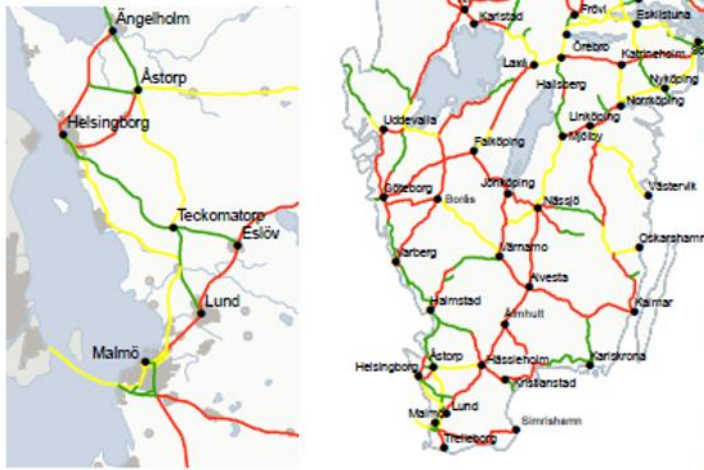 Ängelholm
Åstorp
Helsingborg
Teckomatorp
Eslöv
Lund
Malmö
Karlstad
Frövi
Eskilstuna
Örebro
Laxå
Katrineholm
Hallsberg
Nyköping
Norrköping
Uddevalla
Linköping
Mjölby
Falköping
Göteborg
Borås
Jönköping
Nässjö
Västervik
Varberg
Värnamo
Oskarshamn
Alvesta
Halmstad
Kalmar
Älmhult
Åstorp
Helsingborg
Hässleholm
Karlskrona
Kristianstad
Lund
Malmö
Simrishamn
Trelleborg